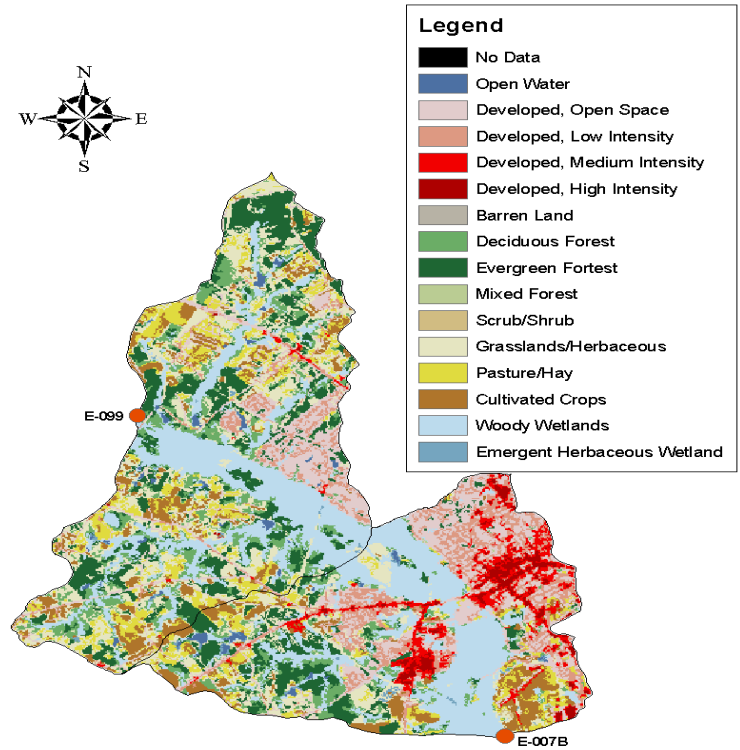 Legend
No Data
Open Water
Developed, Open Space
Developed, Low Intensity
Developed, Medium Intensity
Developed, High Intensity
Barren Land
Deciduous Forest
Evergreen Fortest
Mixed Forest
Scrub/Shrub
Grasslands/Herbaceous
Pasture/Hay
Cultivated Crops
Woody Wetlands
Emergent Herbaceous Wetland
N
W E
S
E-099
E-007B